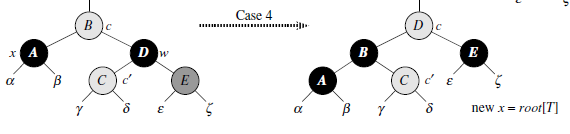 ε ζ
Case 4
B c D c
x A D w B E
α β C c′ E A C c′ ε ζ
γ δ ε ζ α β γ δ new x = root[T]